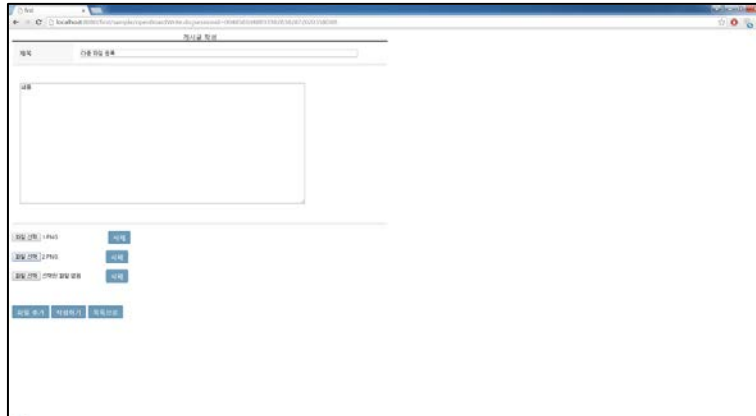 first
게시글 작성
제목 다중 파일 등록
내용
파일 선택 1.PNG 삭제
파일 선택 2.PNG 삭제
파일 선택 선택된 파일 없음 삭제
파일 추가 작성하기 목록으로